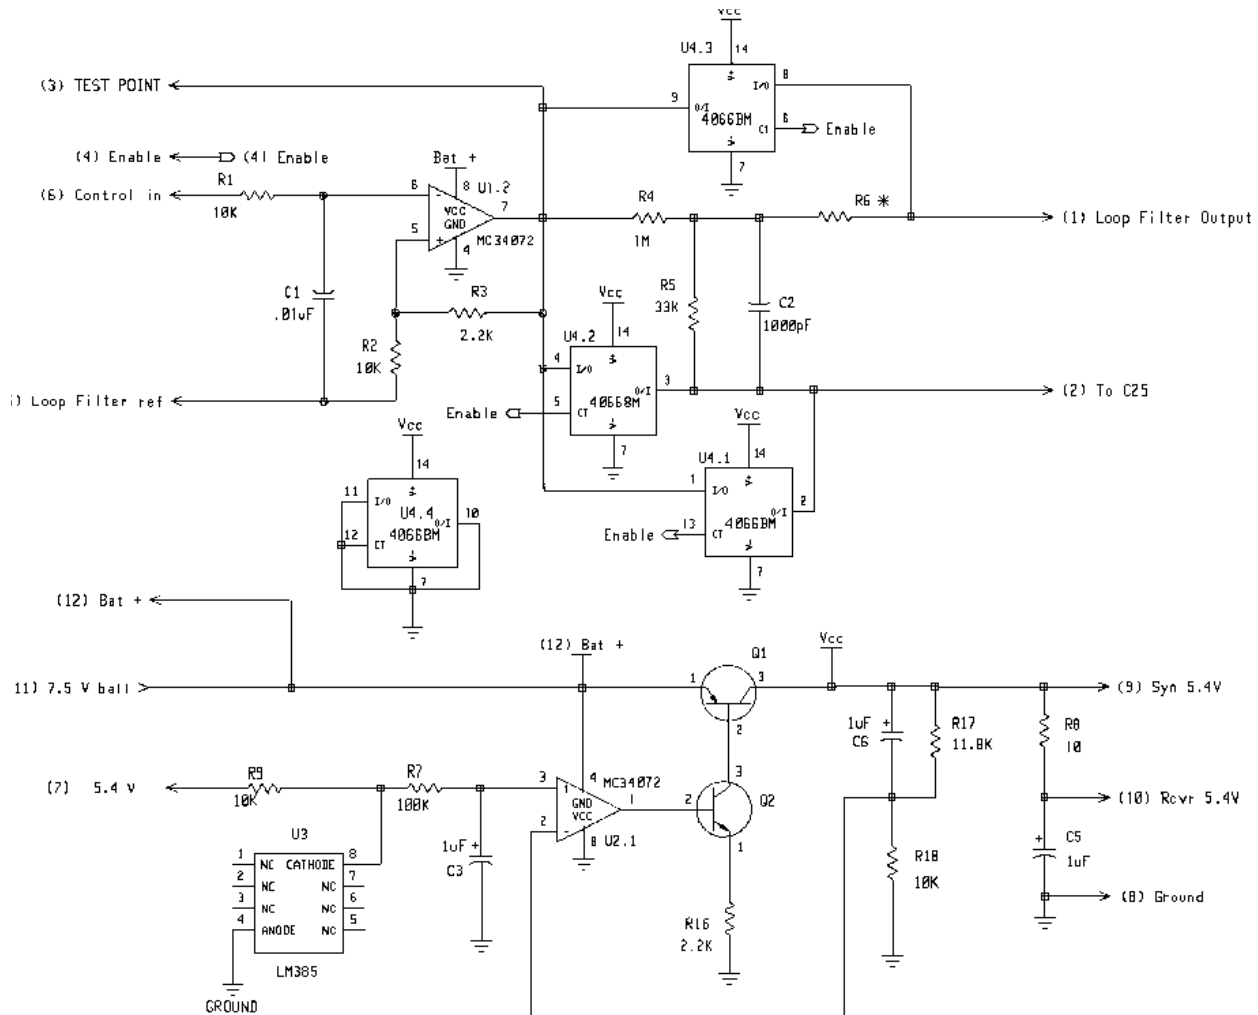 Vcc
U4.3
14
8
(3) TEST POINT
9
O/I
I/O
4066BM
6
C1
Enable
7
(4) Enable
(4) Enable
Bat +
R1
(6) Control in
10K
6
8
U1.2
7
VCC
GND
5
4
MC34072
R4
1M
R6 *
(1) Loop Filter Output
C1
.01uF
R3
2.2K
Vcc
R5
33K
C2
1000pF
R2
10K
U4.2
14
4
I/O
O/I
3
4066BM
Enable
5
CT
7
) Loop Filter ref
(2) To C25
Vcc
Vcc
14
U4.1
14
1
I/O
O/I
2
4066BM
Enable
13
CT
7
11
I/O
U4.4
O/I
10
12
CT
4066BM
7
(12) Bat +
(12) Bat +
Q1
Vcc
11) 7.5 V ball
1
3
2
(9) Syn 5.4V
1uF +
C6
R17
11.8K
R8
10
(7) 5.4 V
R9
10K
R7
100K
3
4
MC34072
GND
VCC
1
2
8
U2.1
3
2
Q2
1
(10) Rcvr 5.4V
U3
1
NC
CATHODE
8
2
NC
NC
7
3
NC
NC
6
4
ANODE
NC
5
LM385
GROUND
1uF +
C3
R16
2.2K
R18
10K
+
C5
1uF
(8) Ground